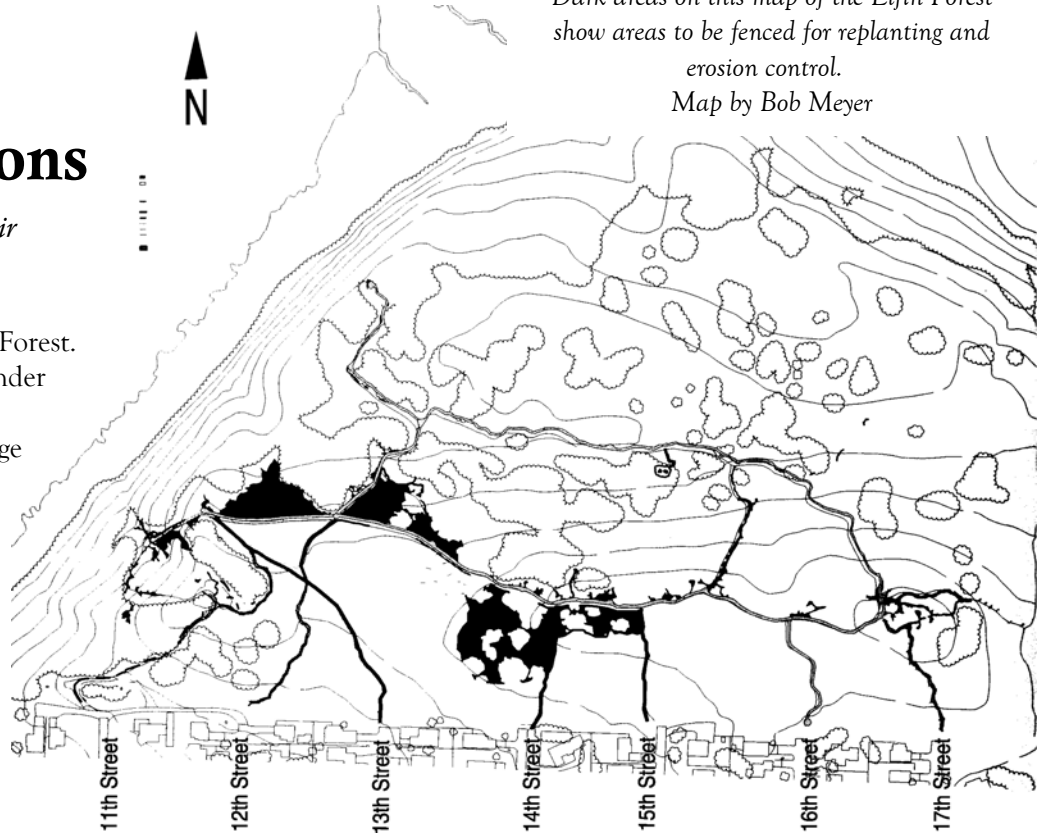 Dark areas on this map of the Elfin Forest
show areas to be fenced for replanting and
erosion control.
Map by Bob Meyer
N
ons
ir
Forest.
nder
ge
11th Street
12th Street
13th Street
14th Street
15th Street
16th Street
17th Street